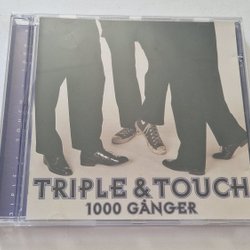 TRIPLE & TOUCH
1000 GÅNGER